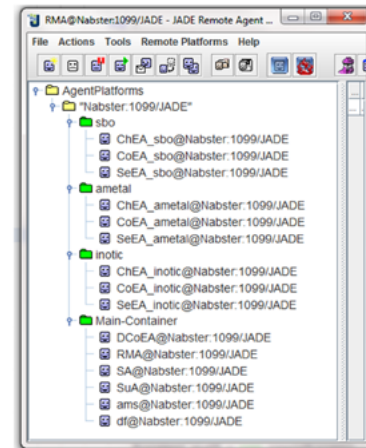 RMA@Nabster:1099/JADE - JADE Remote Agent ...
File Actions Tools Remote Platforms Help
AgentPlatforms
"Nabster:1099/JADE"
sbo
ChEA_sbo@Nabster:1099/JADE
CoEA_sbo@Nabster:1099/JADE
SeEA_sbo@Nabster:1099/JADE
ametal
ChEA_ametal@Nabster:1099/JADE
CoEA_ametal@Nabster:1099/JADE
SeEA_ametal@Nabster:1099/JADE
inotic
ChEA_inotic@Nabster:1099/JADE
CoEA_inotic@Nabster:1099/JADE
SeEA_inotic@Nabster:1099/JADE
Main-Container
DCoEA@Nabster:1099/JADE
RMA@Nabster:1099/JADE
SA@Nabster:1099/JADE
SuA@Nabster:1099/JADE
ams@Nabster:1099/JADE
df@Nabster:1099/JADE